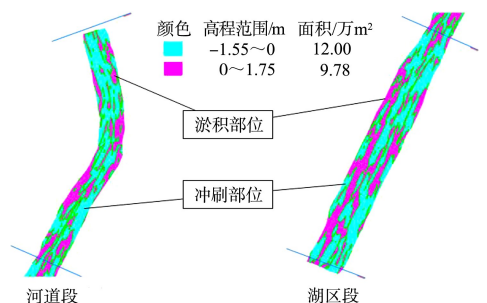 颜色 高程范围/m 面积/万m²
−1.55～0 12.00
0～1.75 9.78
淤积部位
冲刷部位
河道段
湖区段